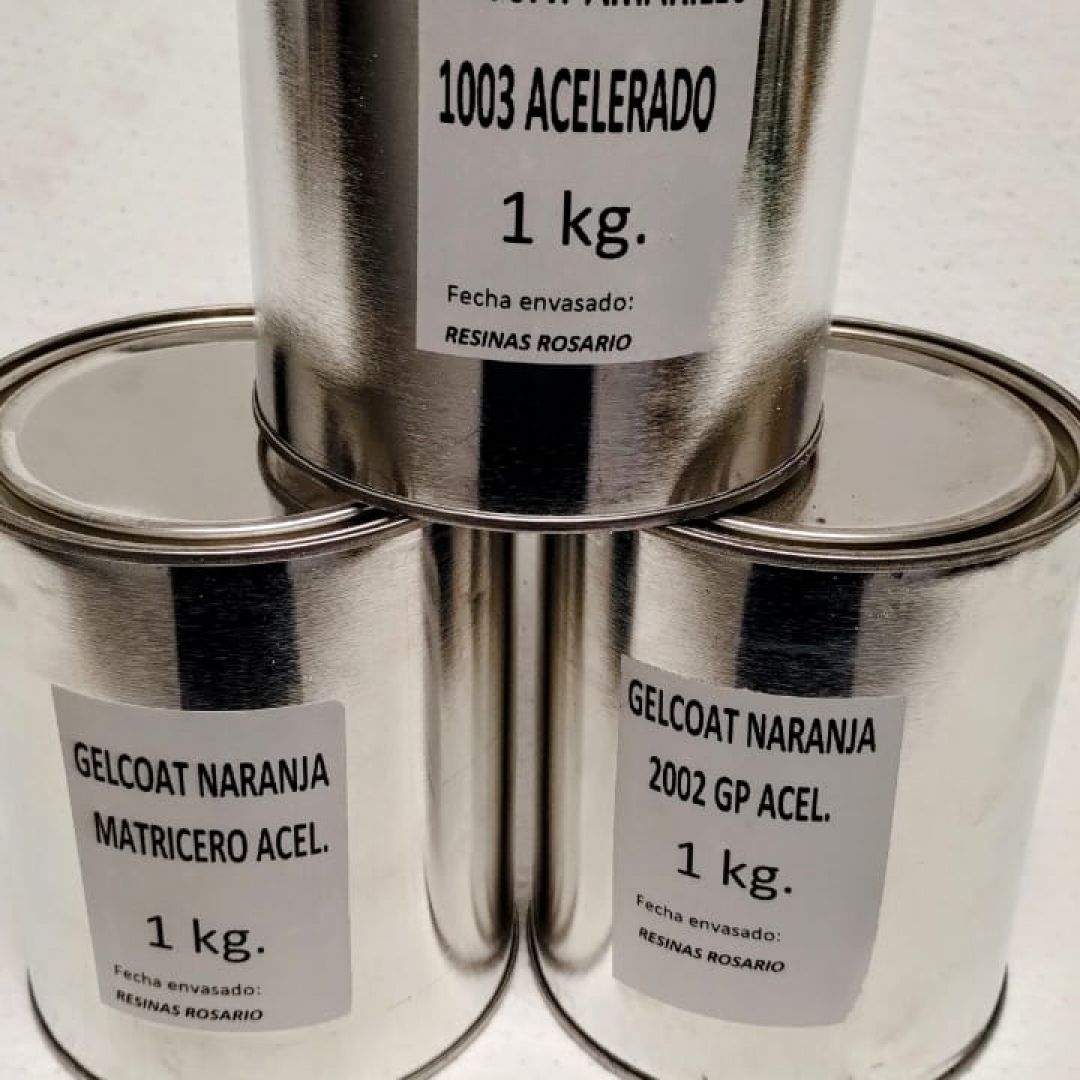 AMARILLO
1003 ACELERADO
1 kg.
Fecha envasado:
RESINAS ROSARIO
GELCOAT NARANJA
MATRICERO ACEL.
1 kg.
Fecha envasado:
RESINAS ROSARIO
GELCOAT NARANJA
2002 GP ACEL.
1 kg.
Fecha envasado:
RESINAS ROSARIO